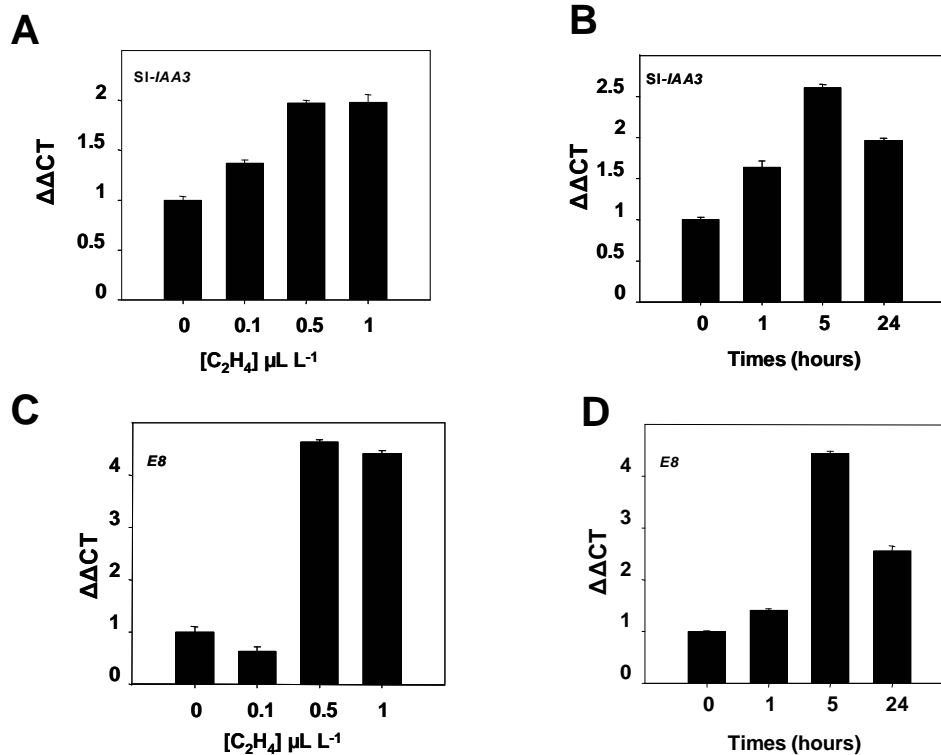 A
Sl-IAA3
ΔΔCT
2
1.5
1
0.5
0
0 0.1 0.5 1
[C₂H₄] µL L⁻¹
B
Sl-IAA3
ΔΔCT
2.5
2
1.5
1
0.5
0
0 1 5 24
Times (hours)
C
E8
ΔΔCT
4
3
2
1
0
0 0.1 0.5 1
[C₂H₄] µL L⁻¹
D
E8
ΔΔCT
4
3
2
1
0
0 1 5 24
Times (hours)